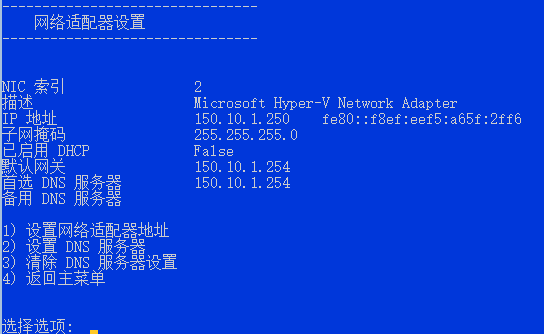 --------------------------------
网络适配器设置
--------------------------------
NIC 索引 2
描述 Microsoft Hyper-V Network Adapter
IP 地址 150.10.1.250 fe80::f8ef:eef5:a65f:2ff6
子网掩码 255.255.255.0
已启用 DHCP False
默认网关 150.10.1.254
首选 DNS 服务器 150.10.1.254
备用 DNS 服务器
1) 设置网络适配器地址
2) 设置 DNS 服务器
3) 清除 DNS 服务器设置
4) 返回主菜单
选择选项: